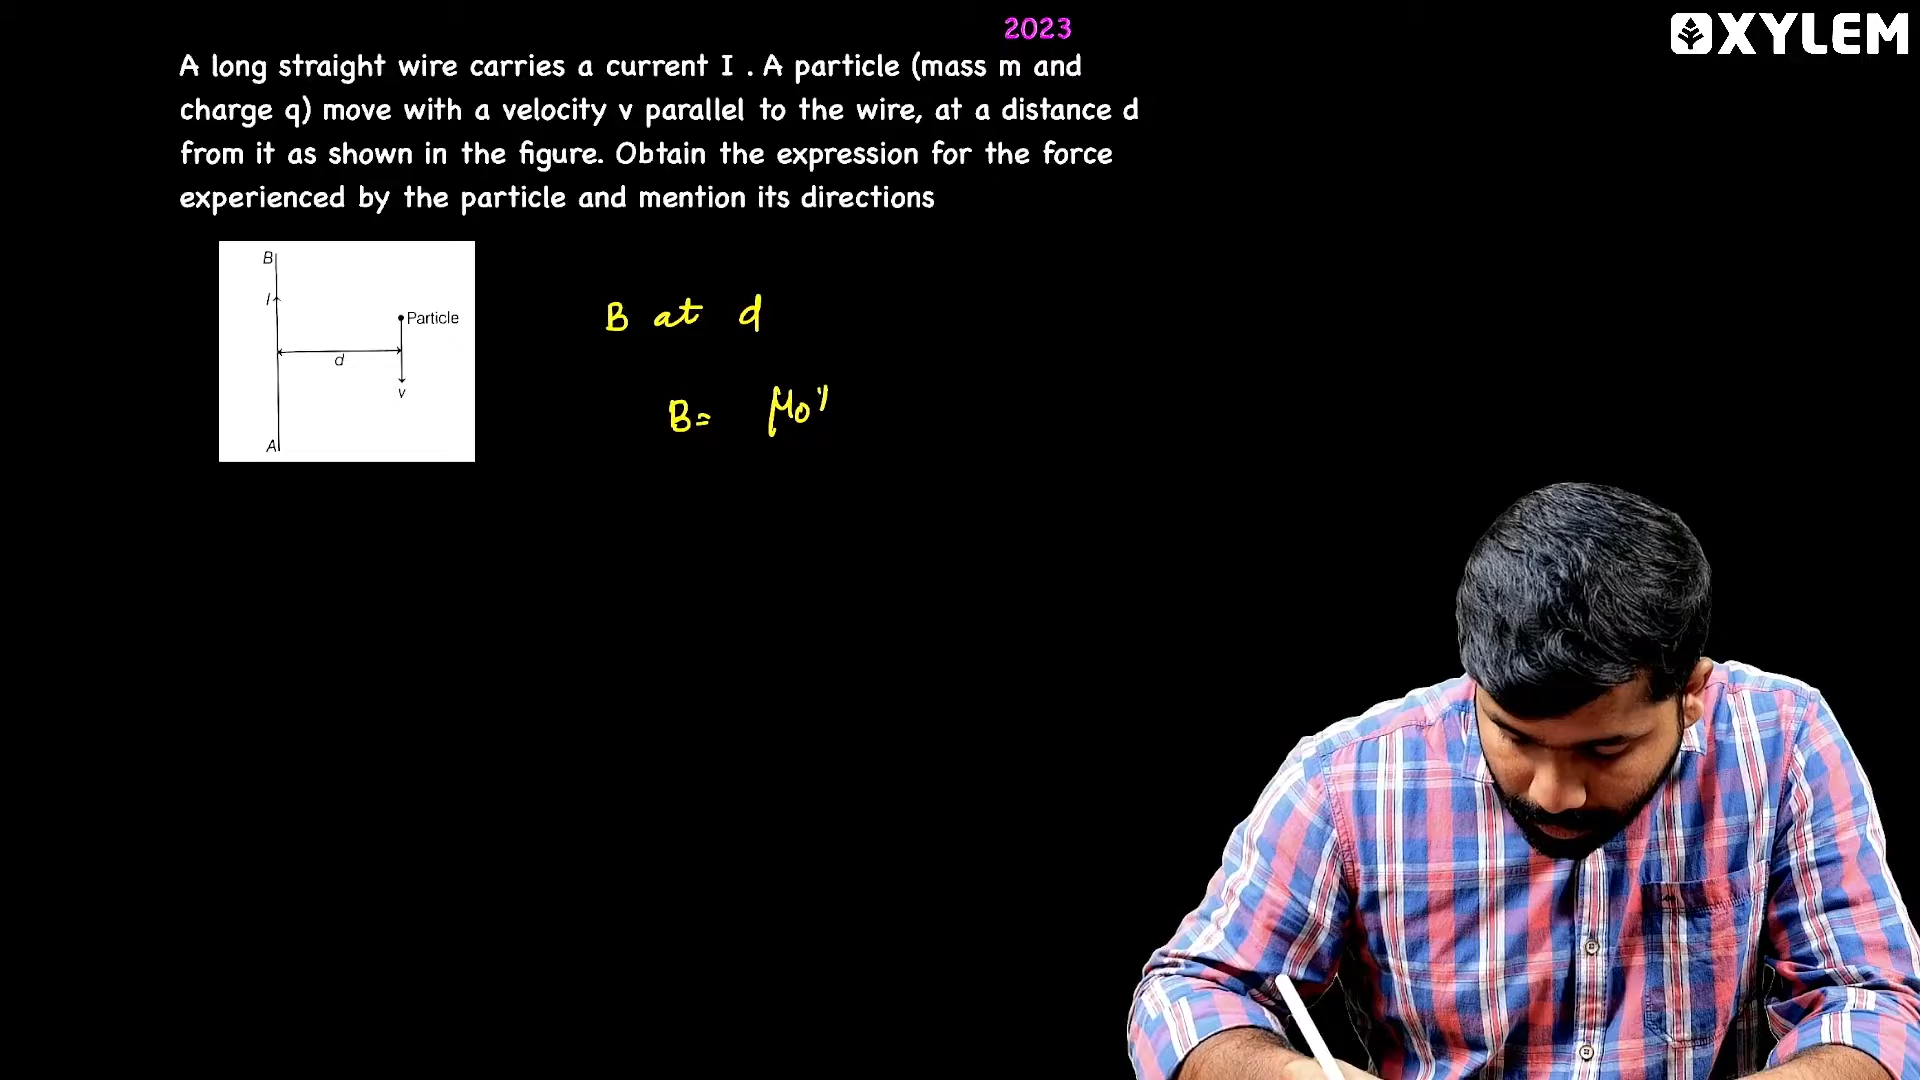 2023
XYLEM
A long straight wire carries a current I . A particle (mass m and
charge q) move with a velocity v parallel to the wire, at a distance d
from it as shown in the figure. Obtain the expression for the force
experienced by the particle and mention its directions
B
I
Particle
d
v
A
B at d
B= μ₀